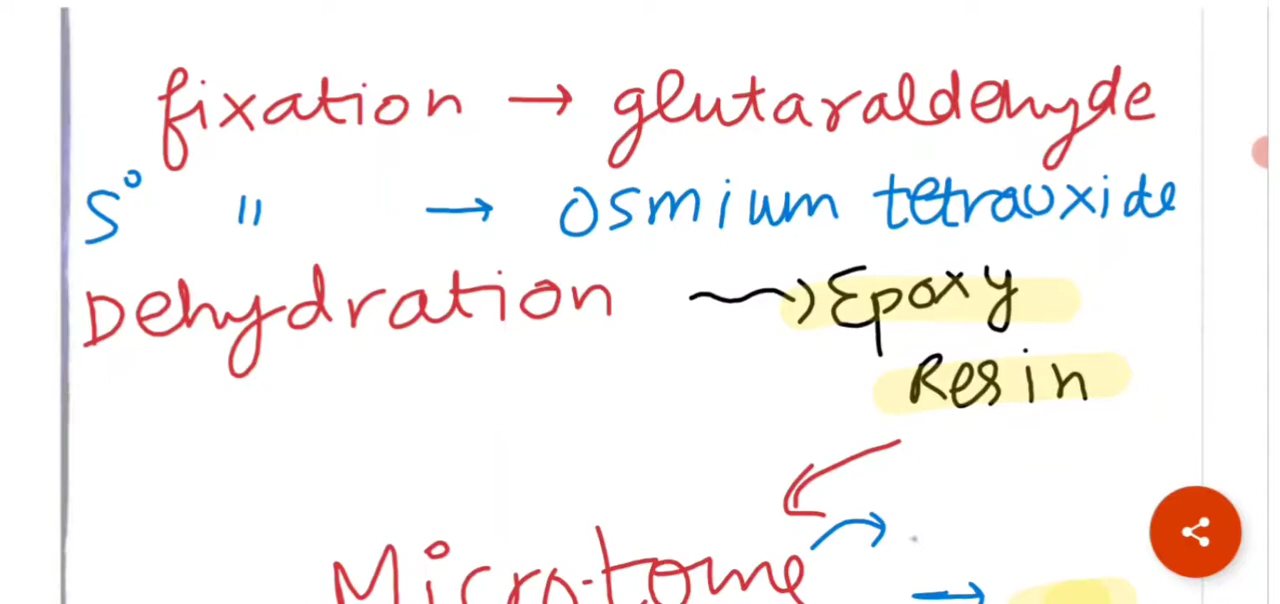 fixation → glutaraldehyde
S° " → Osmium tetraoxide
Dehydration → Epoxy
Resin
Microtome